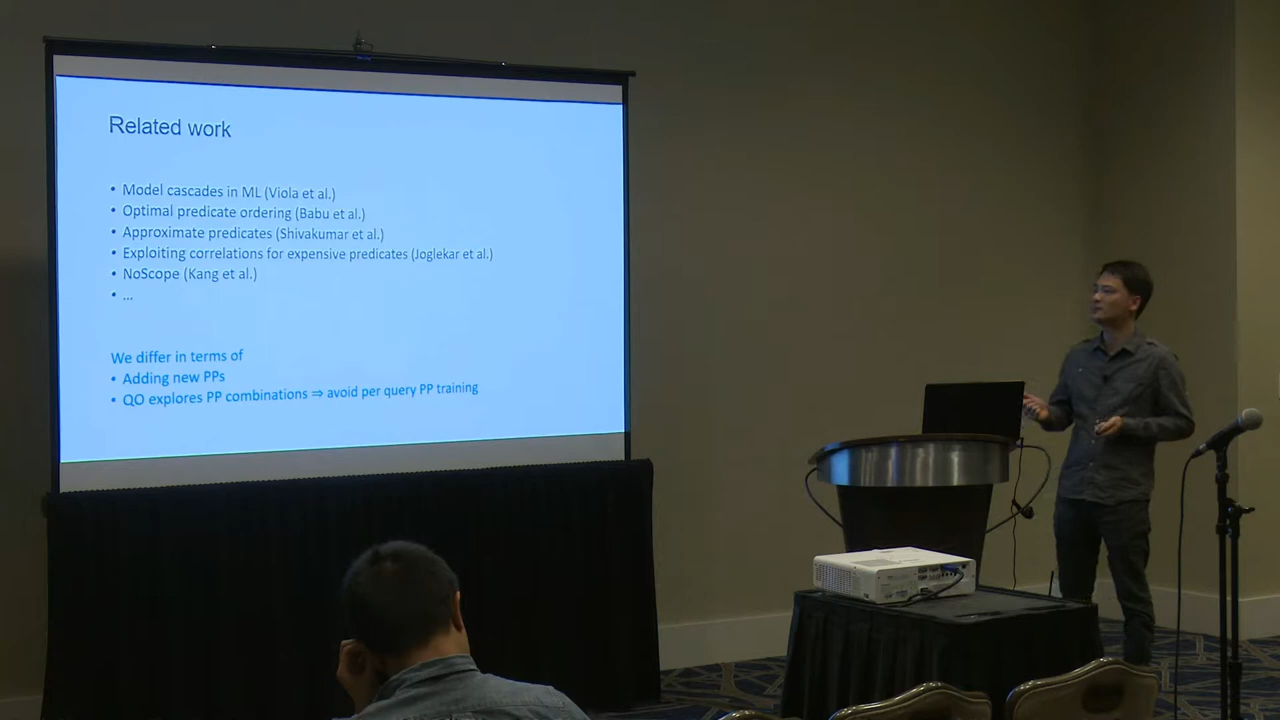 Related work
• Model cascades in ML (Viola et al.)
• Optimal predicate ordering (Babu et al.)
• Approximate predicates (Shivakumar et al.)
• Exploiting correlations for expensive predicates (Joglekar et al.)
• NoScope (Kang et al.)
• ...
We differ in terms of
• Adding new PPs
• QO explores PP combinations ⇒ avoid per query PP training